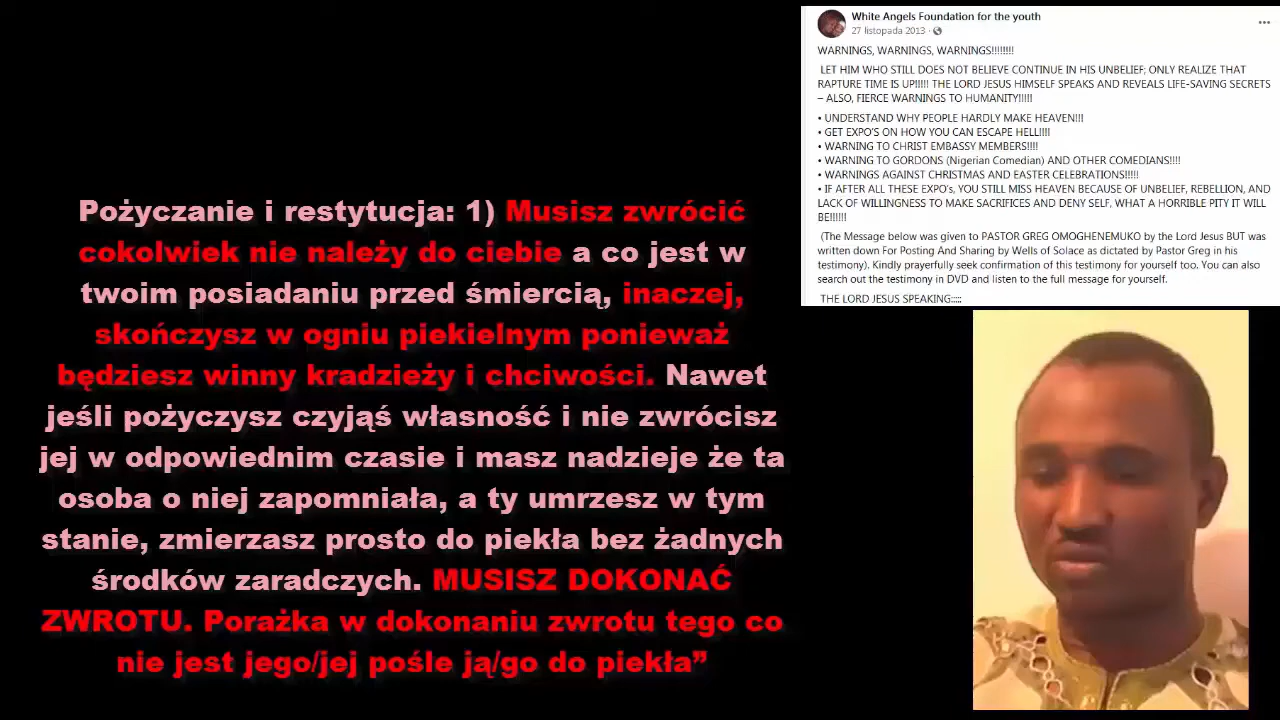 Pożyczanie i restytucja: 1) Musisz zwrócić
cokolwiek nie należy do ciebie a co jest w
twoim posiadaniu przed śmiercią, inaczej,
skończysz w ogniu piekielnym ponieważ
będziesz winny kradzieży i chciwości. Nawet
jeśli pożyczysz czyjąś własność i nie zwrócisz
jej w odpowiednim czasie i masz nadzieje że ta
osoba o niej zapomniała, a ty umrzesz w tym
stanie, zmierzasz prosto do piekła bez żadnych
środków zaradczych. MUSISZ DOKONAĆ
ZWROTU. Porażka w dokonaniu zwrotu tego co
nie jest jego/jej pośle ją/go do piekła”
White Angels Foundation for the youth
27 listopada 2013 ·
WARNINGS, WARNINGS, WARNINGS!!!!!!!!
LET HIM WHO STILL DOES NOT BELIEVE CONTINUE IN HIS UNBELIEF; ONLY REALIZE THAT
RAPTURE TIME IS UP!!!!! THE LORD JESUS HIMSELF SPEAKS AND REVEALS LIFE-SAVING SECRETS
– ALSO, FIERCE WARNINGS TO HUMANITY!!!!!
• UNDERSTAND WHY PEOPLE HARDLY MAKE HEAVEN!!!
• GET EXPO'S ON HOW YOU CAN ESCAPE HELL!!!!
• WARNING TO CHRIST EMBASSY MEMBERS!!!!
• WARNING TO GORDONS (Nigerian Comedian) AND OTHER COMEDIANS!!!!
• WARNINGS AGAINST CHRISTMAS AND EASTER CELEBRATIONS!!!!!
• IF AFTER ALL THESE EXPO's, YOU STILL MISS HEAVEN BECAUSE OF UNBELIEF, REBELLION, AND
LACK OF WILLINGNESS TO MAKE SACRIFICES AND DENY SELF, WHAT A HORRIBLE PITY IT WILL
BE!!!!!!
(The Message below was given to PASTOR GREG OMOGHENEMUKO by the Lord Jesus BUT was
written down For Posting And Sharing by Wells of Solace as dictated by Pastor Greg in his
testimony). Kindly prayerfully seek confirmation of this testimony for yourself too. You can also
search out the testimony in DVD and listen to the full message for yourself.
THE LORD JESUS SPEAKING:::::